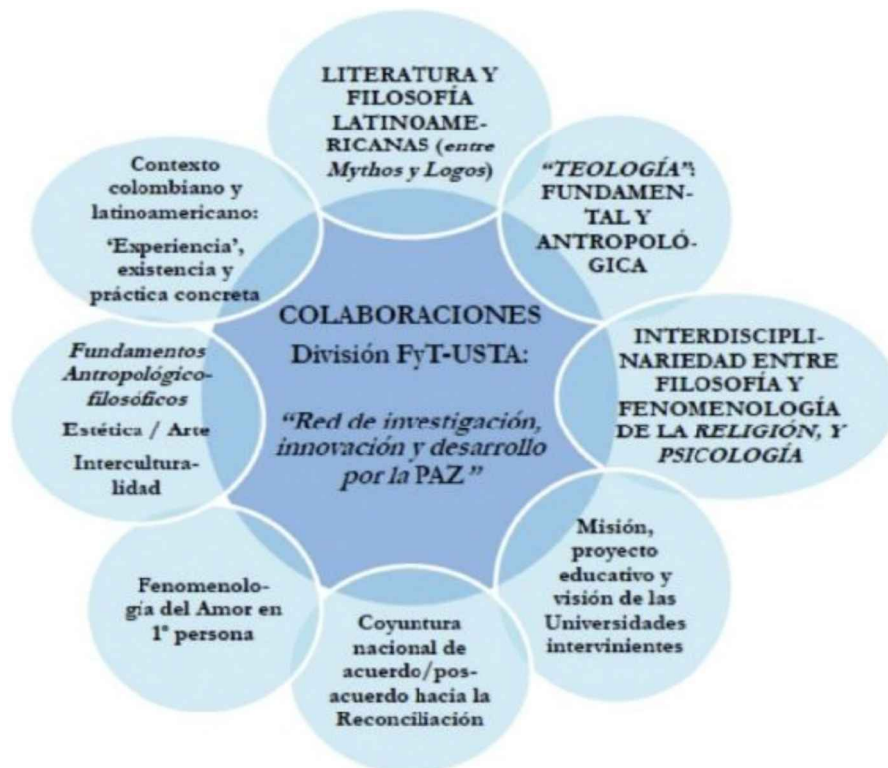 LITERATURA Y
FILOSOFÍA
LATINOAME-
RICANAS (entre
Mythos y Logos)
“TEOLOGÍA”:
FUNDAMEN-
TAL Y
ANTROPOLÓ-
GICA
INTERDISCIPLI-
NARIEDAD ENTRE
FILOSOFÍA Y
FENOMENOLOGÍA
DE LA RELIGIÓN, Y
PSICOLOGÍA
Misión,
proyecto
educativo y
visión de las
Universidades
intervinientes
Coyuntura
nacional de
acuerdo/pos-
acuerdo hacia la
Reconciliación
Fenomenolo-
gía del Amor en
1ª persona
Fundamentos
Antropológico-
filosóficos
Estética / Arte
Intercultura-
lidad
Contexto
colombiano y
latinoamericano:
‘Experiencia’,
existencia y
práctica concreta
COLABORACIONES
División FyT-USTA:
“Red de investigación,
innovación y desarrollo
por la PAZ”